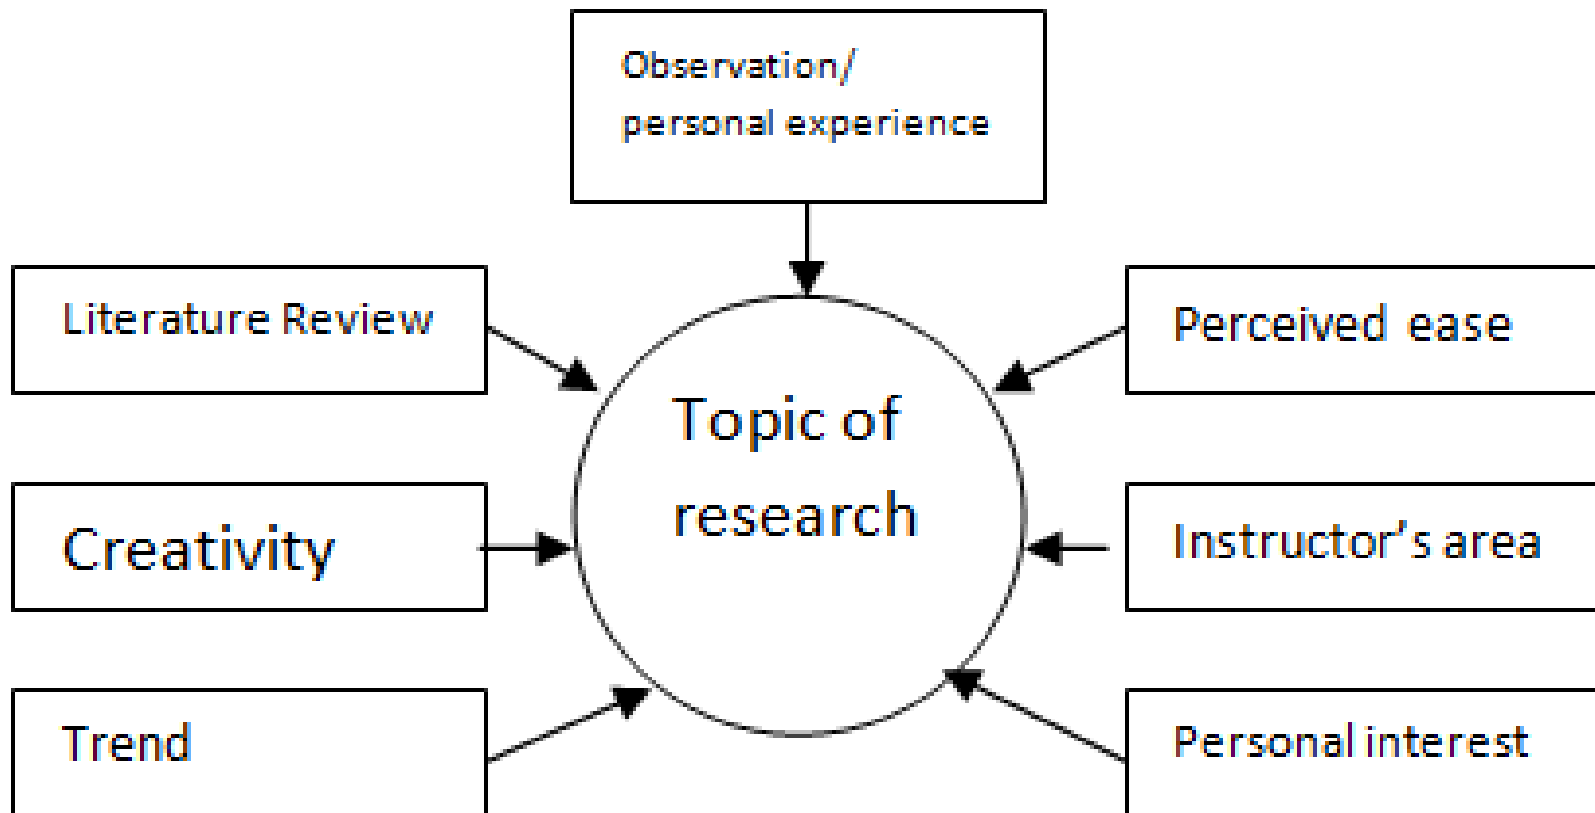 Observation/
personal experience
Literature Review
Perceived ease
Topic of
research
Creativity
Instructor's area
Trend
Personal interest